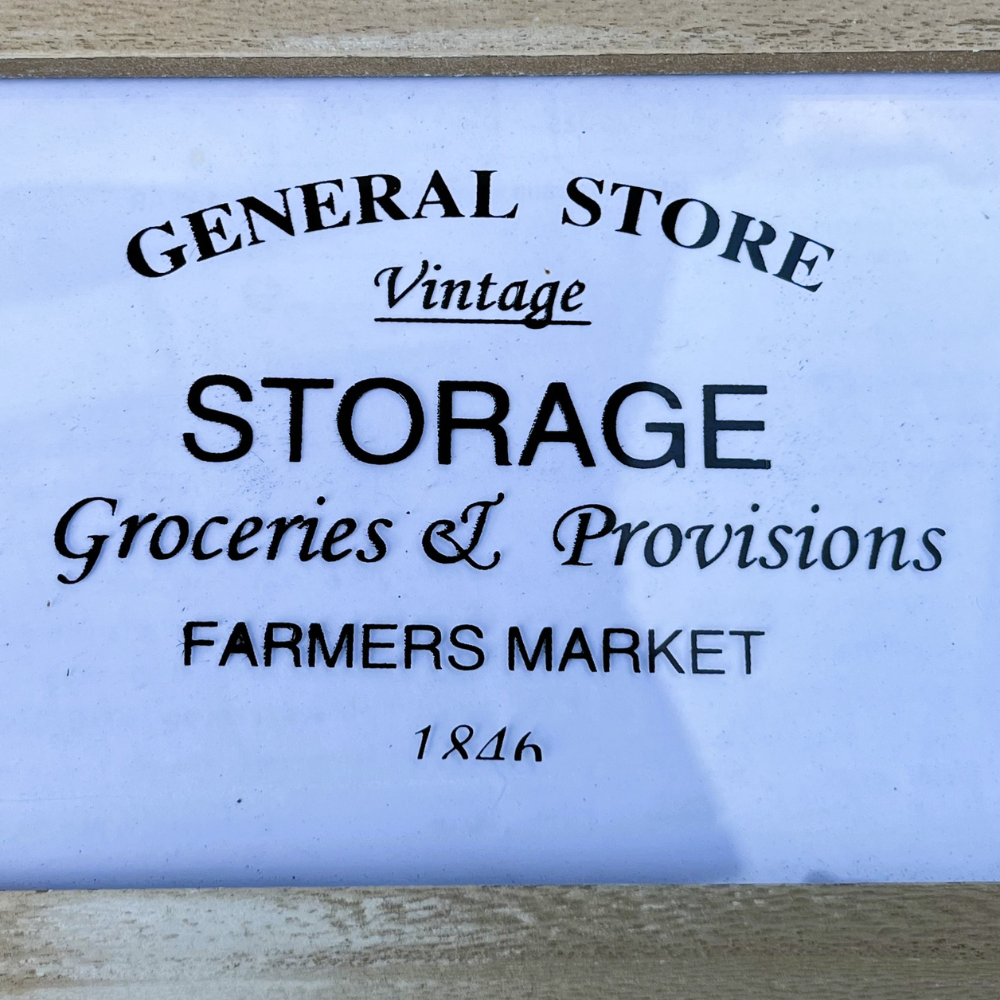 GENERAL STORE
Vintage
STORAGE
Groceries & Provisions
FARMERS MARKET
1846